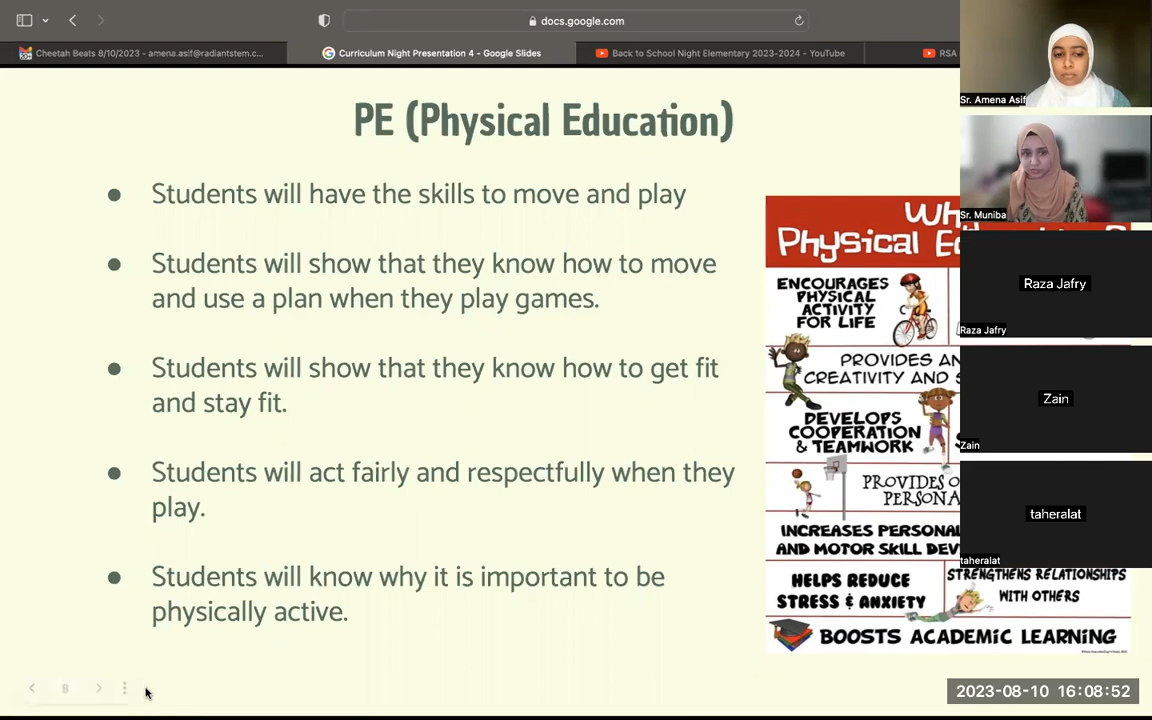 docs.google.com
Cheetah Beats 8/10/2023 - amena.asif@radiantstem.c...
Curriculum Night Presentation 4 - Google Slides
Back to School Night Elementary 2023-2024 - YouTube
RSA
PE (Physical Education)
● Students will have the skills to move and play
● Students will show that they know how to move
and use a plan when they play games.
● Students will show that they know how to get fit
and stay fit.
● Students will act fairly and respectfully when they
play.
● Students will know why it is important to be
physically active.
Wh
Physical E
ENCOURAGES
PHYSICAL
ACTIVITY
FOR LIFE
PROVIDES AN
CREATIVITY AND S
DEVELOPS
COOPERATION
& TEAMWORK
PROVIDES O
PERSONA
INCREASES PERSONAL
AND MOTOR SKILL DEV
HELPS REDUCE
STRESS & ANXIETY
STRENGTHENS RELATIONSHIPS
WITH OTHERS
BOOSTS ACADEMIC LEARNING
Sr. Amena Asif
Sr. Muniba
Raza Jafry
Raza Jafry
Zain
Zain
taheralat
taheralat
8
2023-08-10 16:08:52